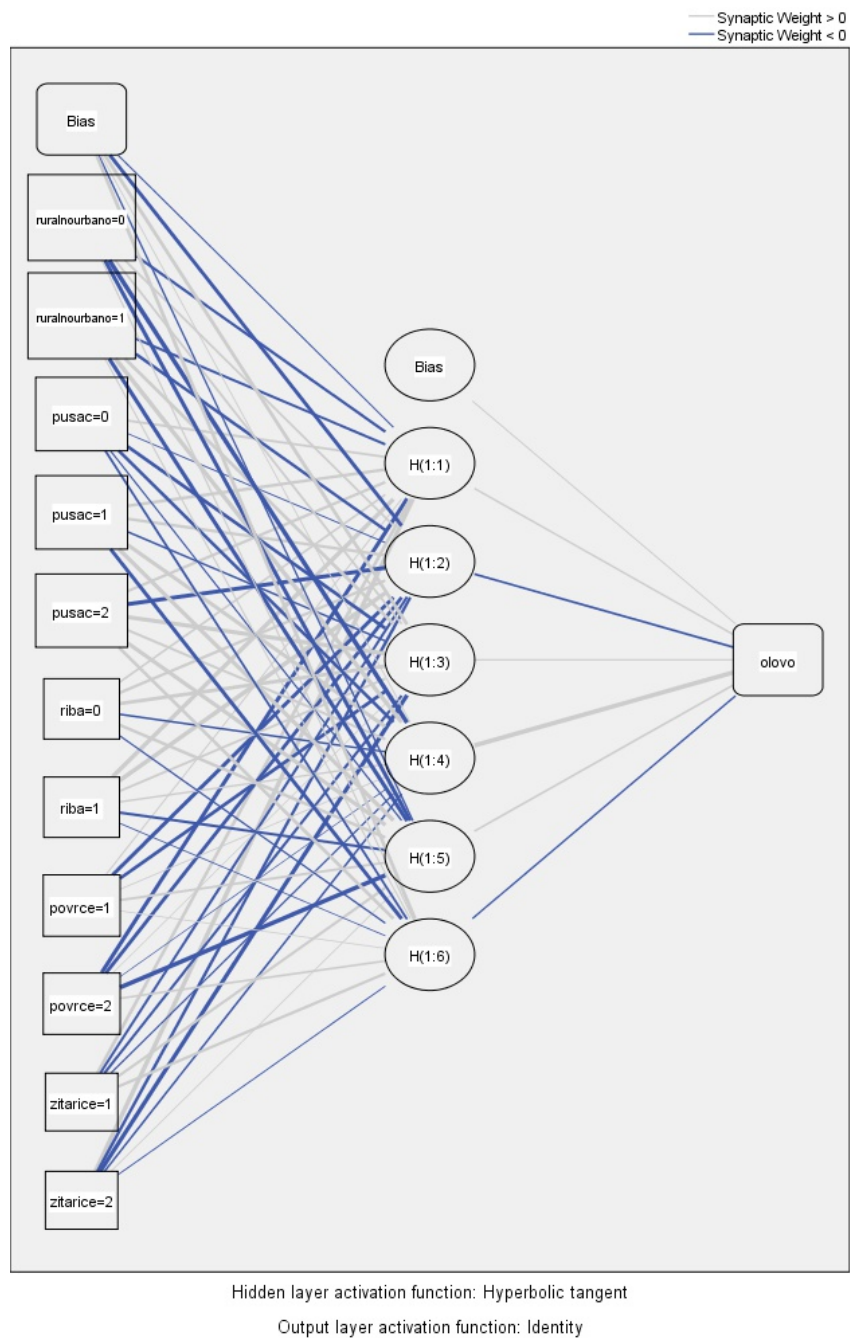 Synaptic Weight > 0
Synaptic Weight < 0
Bias
ruralnourbano=0
ruralnourbano=1
pusac=0
pusac=1
pusac=2
riba=0
riba=1
povrce=1
povrce=2
zitarice=1
zitarice=2
Bias
H(1:1)
H(1:2)
H(1:3)
H(1:4)
H(1:5)
H(1:6)
olovo
Hidden layer activation function: Hyperbolic tangent
Output layer activation function: Identity